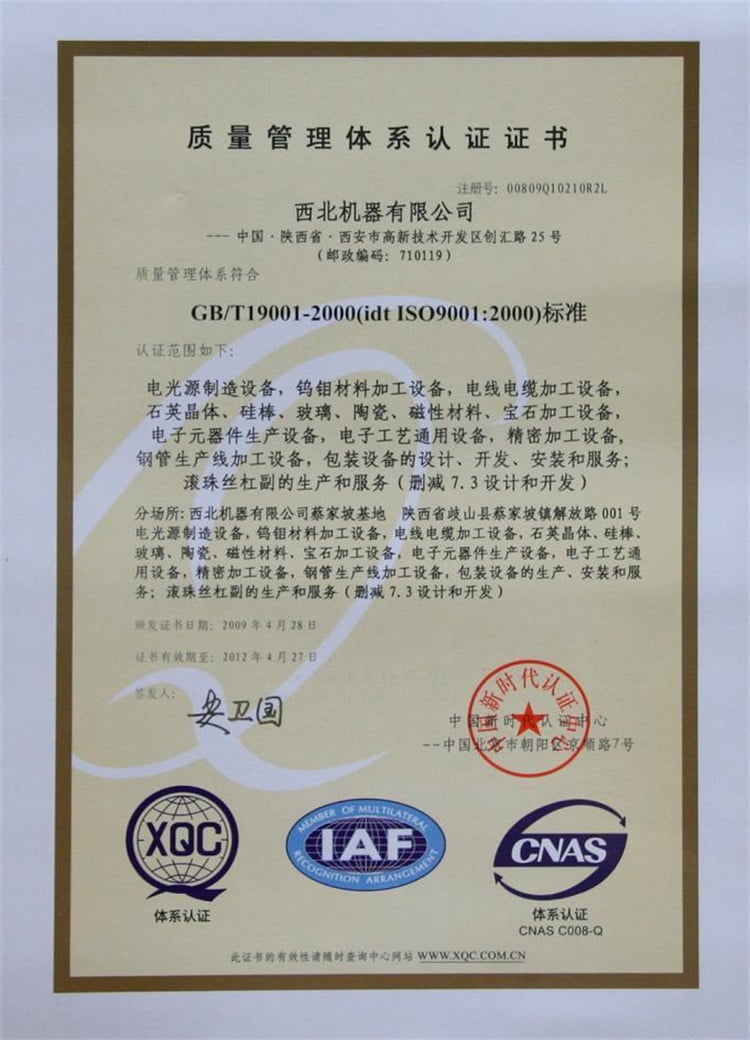 质量管理体系认证证书
注册号：00809Q10210R2L
西北机器有限公司
--- 中国·陕西省·西安市高新技术开发区创汇路25号
（邮政编码：710119）
质量管理体系符合
GB/T19001-2000(idt ISO9001:2000)标准
认证范围如下：
电光源制造设备，钨钼材料加工设备，电线电缆加工设备，
石英晶体、硅棒、玻璃、陶瓷、磁性材料、宝石加工设备，
电子元器件生产设备，电子工艺通用设备，精密加工设备，
钢管生产线加工设备，包装设备的设计、开发、安装和服务；
滚珠丝杠副的生产和服务（删减7.3设计和开发）
分场所：西北机器有限公司蔡家坡基地 陕西省歧山县蔡家坡镇解放路001号
电光源制造设备，钨钼材料加工设备，电线电缆加工设备，石英晶体、硅棒、
玻璃、陶瓷、磁性材料、宝石加工设备，电子元器件生产设备，电子工艺通
用设备，精密加工设备，钢管生产线加工设备，包装设备的生产、安装和服
务；滚珠丝杠副的生产和服务（删减7.3设计和开发）
颁发证书日期：2009年4月28日
证书有效期至：2012年4月27日
签发人：
安卫国
中国新时代认证中心
中国新时代认证中心
--中国北京市朝阳区京顺路7号
XQC
体系认证
MEMBER OF MULTILATERAL
IAF
RECOGNITION ARRANGEMENT
CNAS
体系认证
CNAS C008-Q
此证书的有效性请随时查询中心网站 WWW.XQC.COM.CN